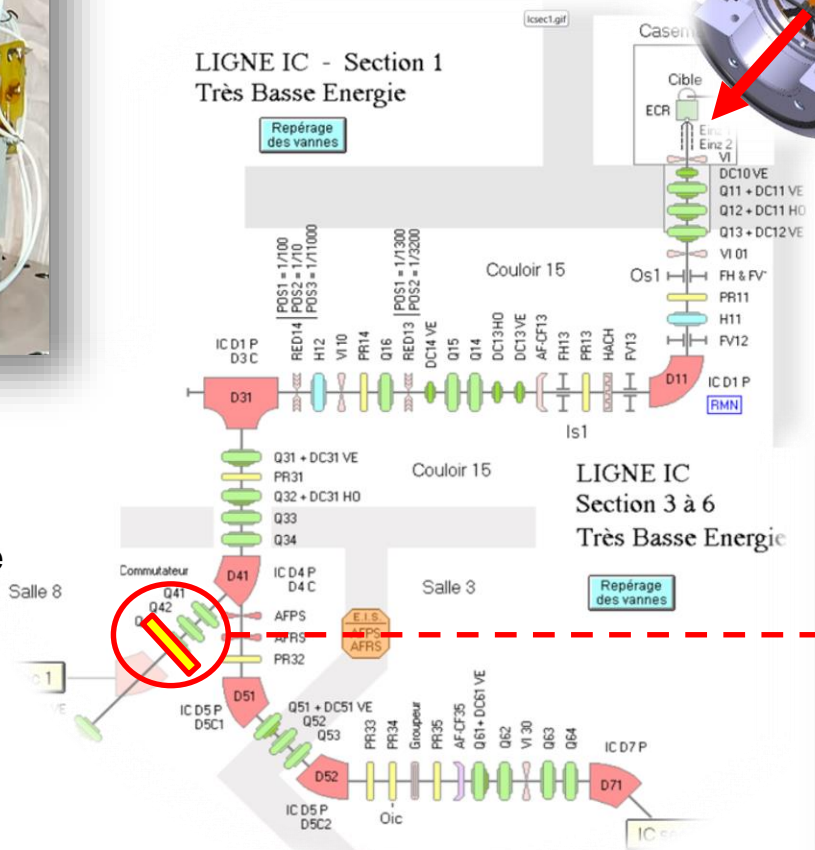 lcsec1.gif
LIGNE IC - Section 1
Très Basse Energie
Repérage
des vannes
Cible
ECR
Einz 2
VI
DC10 VE
Q11 + DC11 VE
Q12 + DC11 HO
Q13 + DC12 VE
VI 01
Os1
FH & FV
PR11
H11
FV12
D11
IC D1 P
RMN
Couloir 15
POS1 = 1/100
POS2 = 1/10
POS3 = 1/11000
POS1 = 1/1300
POS2 = 1/3200
IC D1 P
D3 C
D31
RED14
H12
VI 10
PR14
Q16
RED13
DC14 VE
Q15
Q14
DC13HO
DC13 VE
AF-CF13
FH13
PR13
HACH
FV13
Is1
Q31 + DC31 VE
PR31
Q32 + DC31 HO
Q33
Q34
Couloir 15
LIGNE IC
Section 3 à 6
Très Basse Energie
Repérage
des vannes
Commutateur
D41
IC D4 P
D4 C
Salle 8
Salle 3
Q41
Q42
AFPS
AFRS
PR32
E.I.S.
AFPS
AFRS
D51
IC D5 P
D5C1
Q51 + DC51 VE
Q52
Q53
D52
IC D5 P
D5C2
PR33
PR34
Groupeur
PR35
AF-CF35
Q61+ DC61 VE
Q62
VI 30
Q63
Q64
Oic
IC D7 P
D71
IC